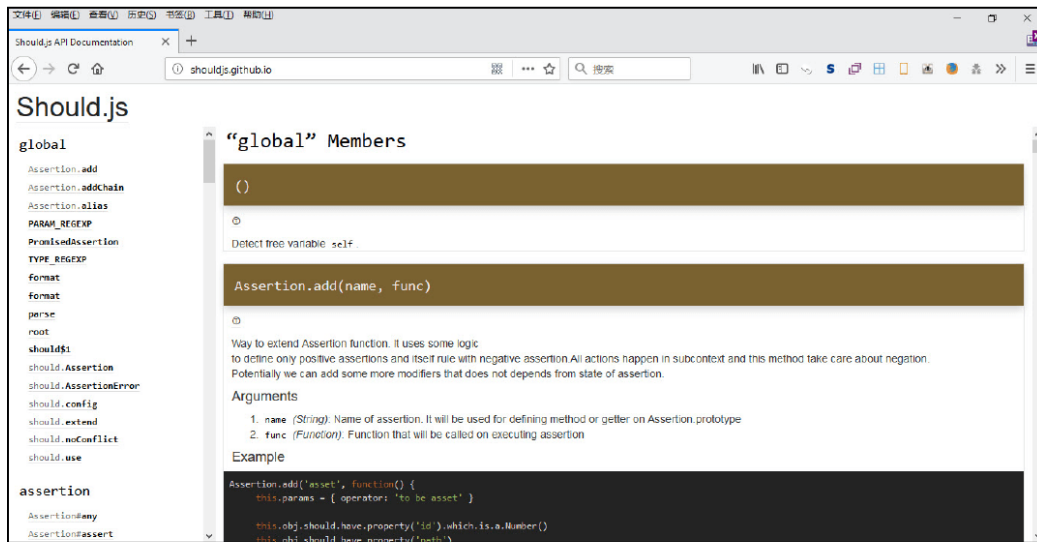 文件(F) 编辑(E) 查看(V) 历史(S) 书签(B) 工具(T) 帮助(H)
Should.js API Documentation
shouldjs.github.io
搜索
Should.js
global
Assertion.add
Assertion.addChain
Assertion.alias
PARAM_REGEXP
PromisedAssertion
TYPE_REGEXP
format
format
parse
root
should$1
should.Assertion
should.AssertionError
should.config
should.extend
should.noConflict
should.use
assertion
Assertion#any
Assertion#assert
“global” Members
()
Detect free variable self.
Assertion.add(name, func)
Way to extend Assertion function. It uses some logic
to define only positive assertions and itself rule with negative assertion.All actions happen in subcontext and this method take care about negation.
Potentially we can add some more modifiers that does not depends from state of assertion.
Arguments
1. name (String): Name of assertion. It will be used for defining method or getter on Assertion.prototype
2. func (Function): Function that will be called on executing assertion
Example
Assertion.add('asset', function() {
this.params = { operator: 'to be asset' }
this.obj.should.have.property('id').which.is.a.Number()
this.obj.should.have.property('path')